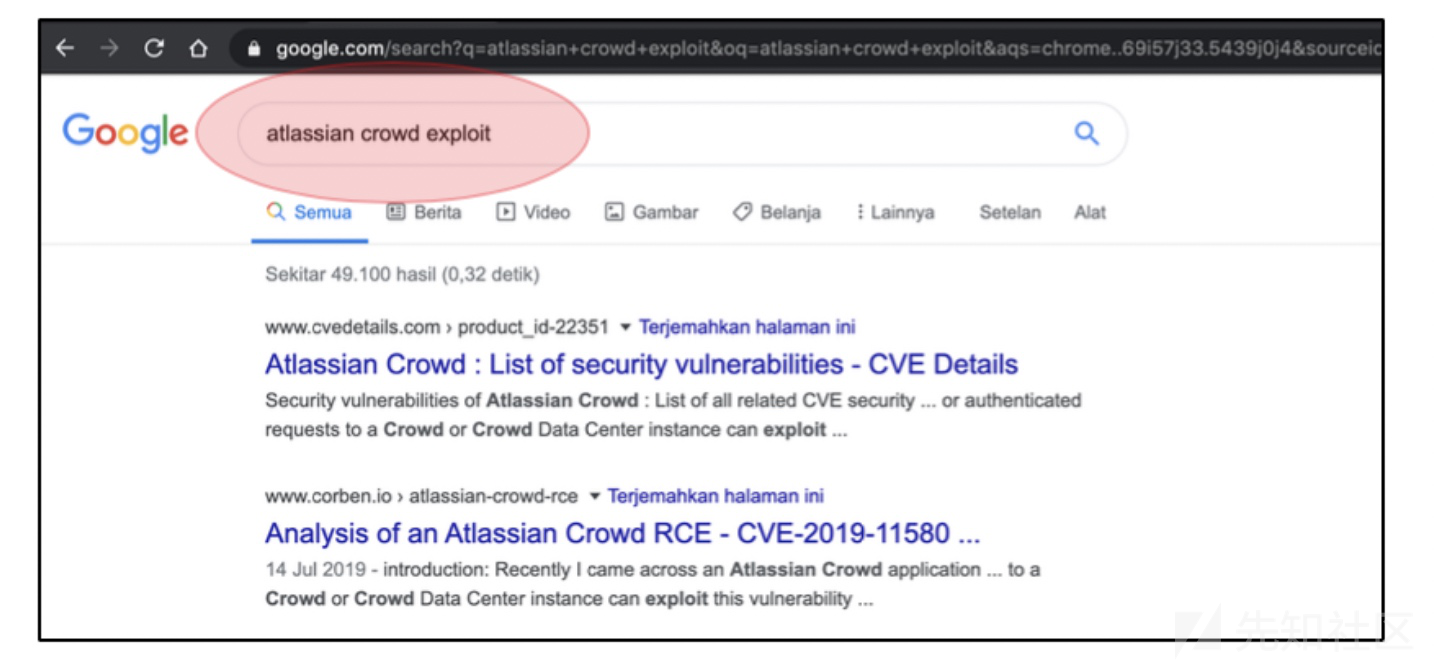 google.com/search?q=atlassian+crowd+exploit&oq=atlassian+crowd+exploit&aqs=chrome..69i57j33.5439j0j4&sourceic
Google
atlassian crowd exploit
Semua Berita Video Gambar Belanja Lainnya Setelan Alat
Sekitar 49.100 hasil (0,32 detik)
www.cvedetails.com › product_id-22351 ▾ Terjemahkan halaman ini
Atlassian Crowd : List of security vulnerabilities - CVE Details
Security vulnerabilities of Atlassian Crowd : List of all related CVE security ... or authenticated
requests to a Crowd or Crowd Data Center instance can exploit ...
www.corben.io › atlassian-crowd-rce ▾ Terjemahkan halaman ini
Analysis of an Atlassian Crowd RCE - CVE-2019-11580 ...
14 Jul 2019 - introduction: Recently I came across an Atlassian Crowd application ... to a
Crowd or Crowd Data Center instance can exploit this vulnerability ...
先知社区